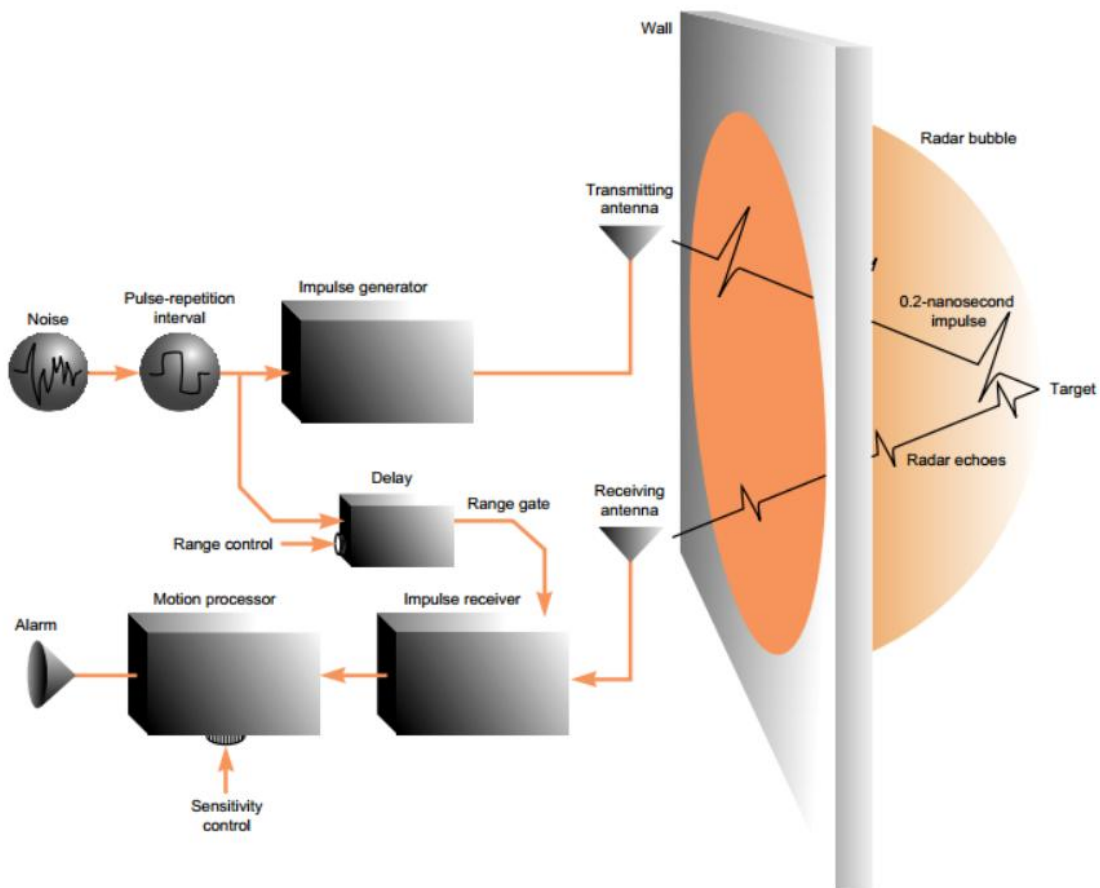 Wall
Radar bubble
Transmitting
antenna
Impulse generator
Pulse-repetition
interval
Noise
0.2-nanosecond
impulse
Target
Radar echoes
Delay
Range gate
Receiving
antenna
Range control
Motion processor
Impulse receiver
Alarm
Sensitivity
control